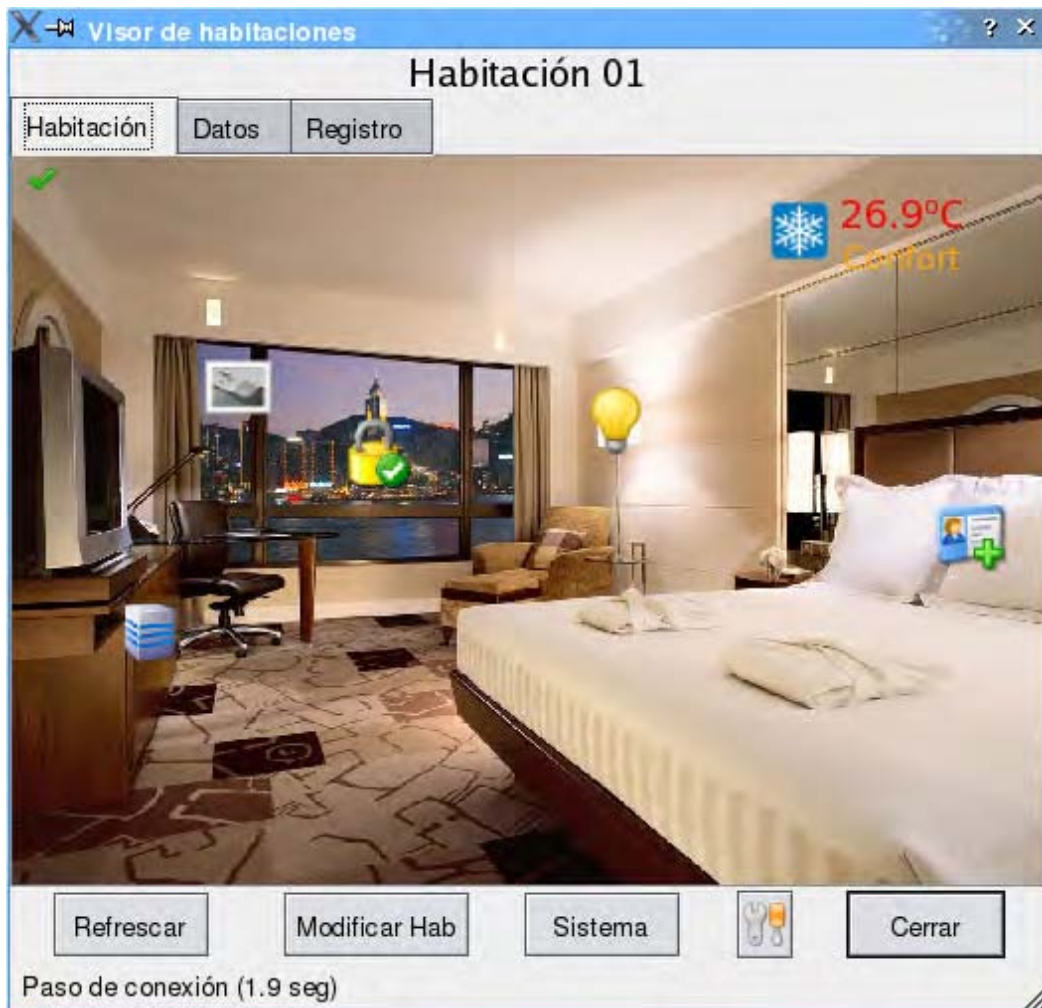 Visor de habitaciones
Habitación 01
Habitación Datos Registro
26.9ºC
Confort
Refrescar Modificar Hab Sistema Cerrar
Paso de conexión (1.9 seg)